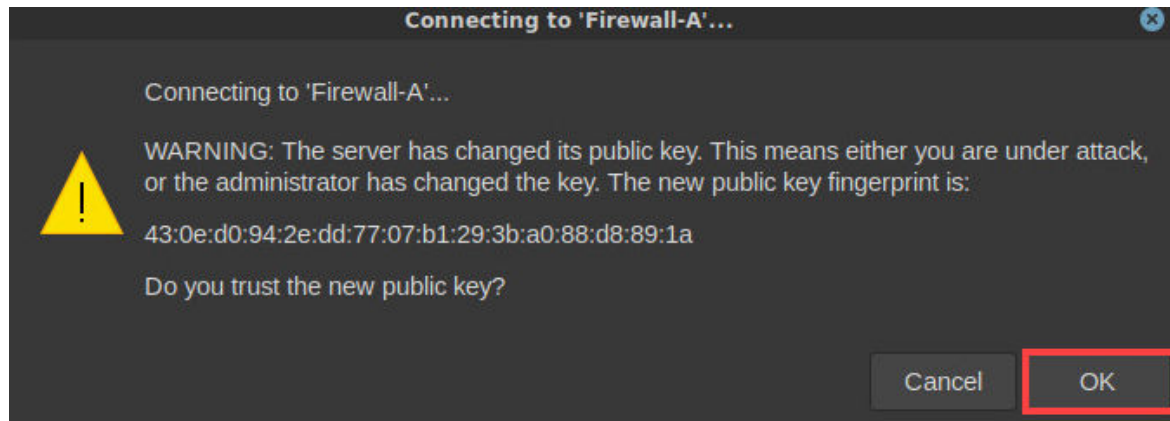 Connecting to 'Firewall-A'...
Connecting to 'Firewall-A'...
WARNING: The server has changed its public key. This means either you are under attack,
or the administrator has changed the key. The new public key fingerprint is:
43:0e:d0:94:2e:dd:77:07:b1:29:3b:a0:88:d8:89:1a
Do you trust the new public key?
Cancel OK